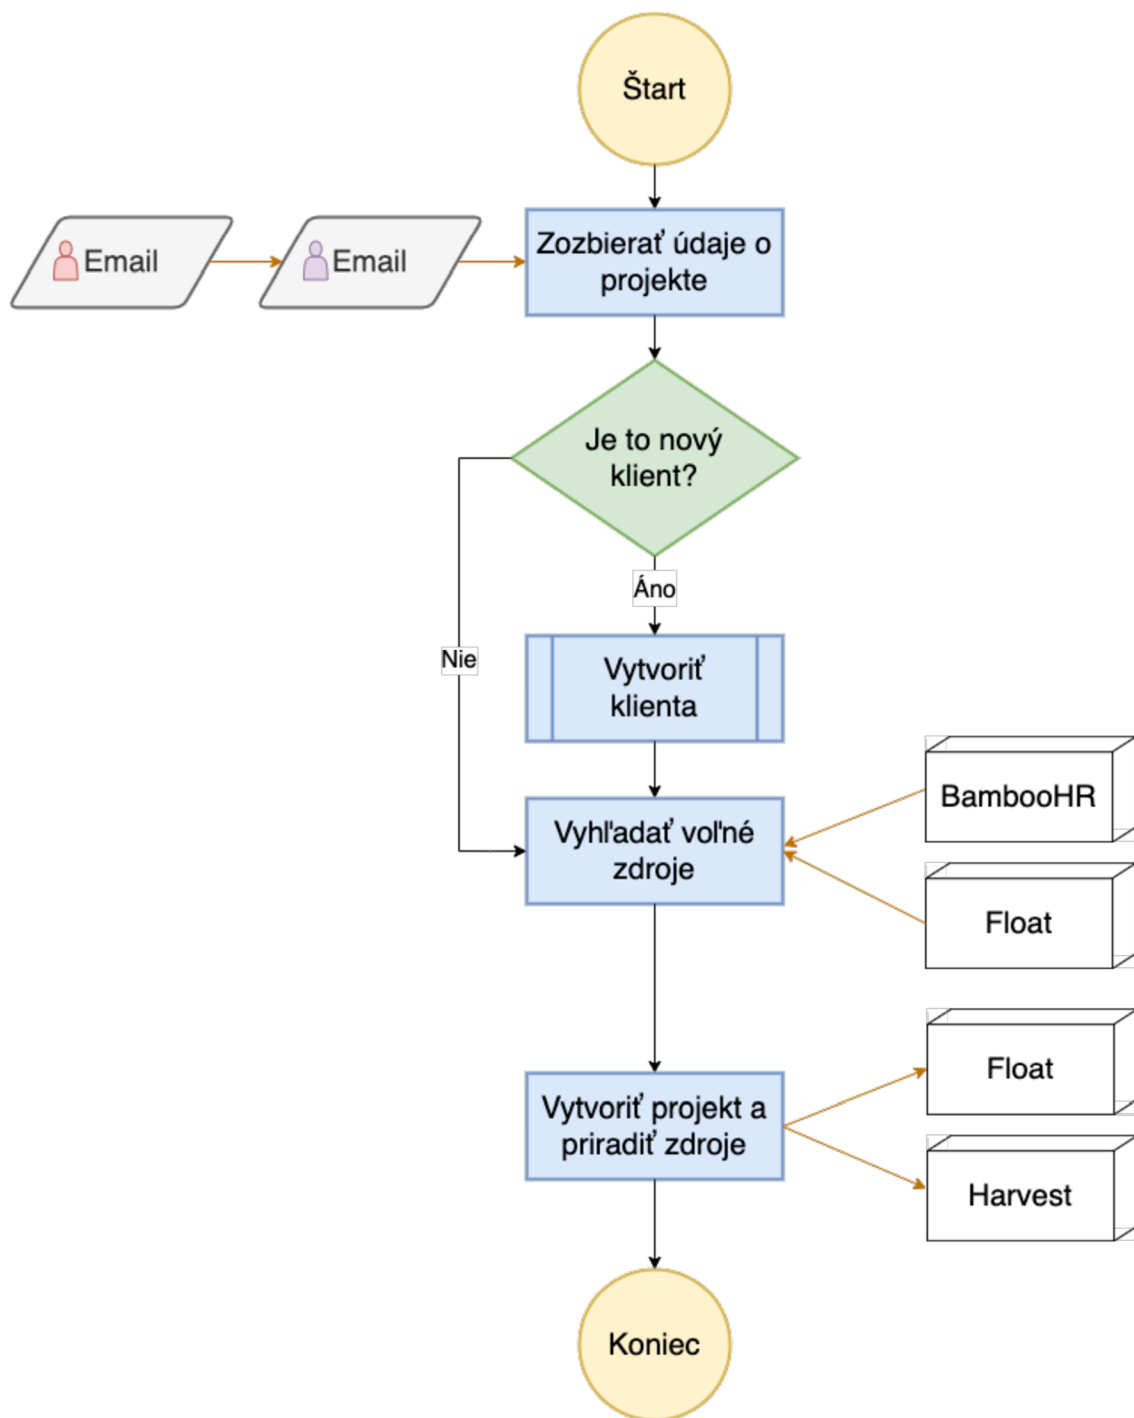 Štart
Email
Email
Zozbierať údaje o
projekte
Je to nový
klient?
Áno
Nie
Vytvoriť
klienta
BambooHR
Vyhľadať voľné
zdroje
Float
Float
Vytvoriť projekt a
priradiť zdroje
Harvest
Koniec